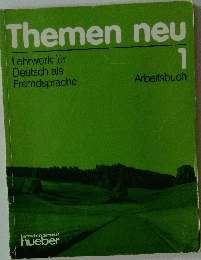 Themen neu
1
Lehrwerk für
Deutsch als
Fremdsprache
Arbeitsbuch
hueber